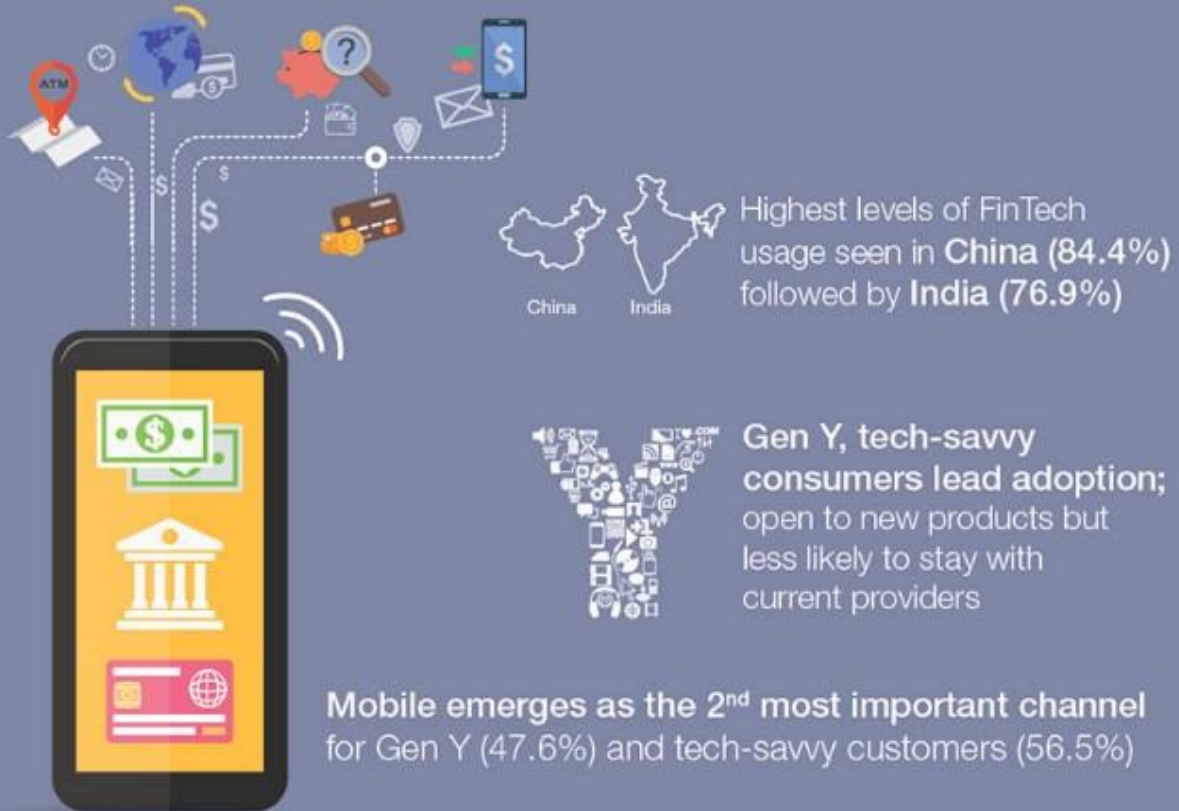 ATM
Highest levels of FinTech
usage seen in China (84.4%)
followed by India (76.9%)
China
India
Gen Y, tech-savvy
consumers lead adoption;
open to new products but
less likely to stay with
current providers
Mobile emerges as the 2nd most important channel
for Gen Y (47.6%) and tech-savvy customers (56.5%)